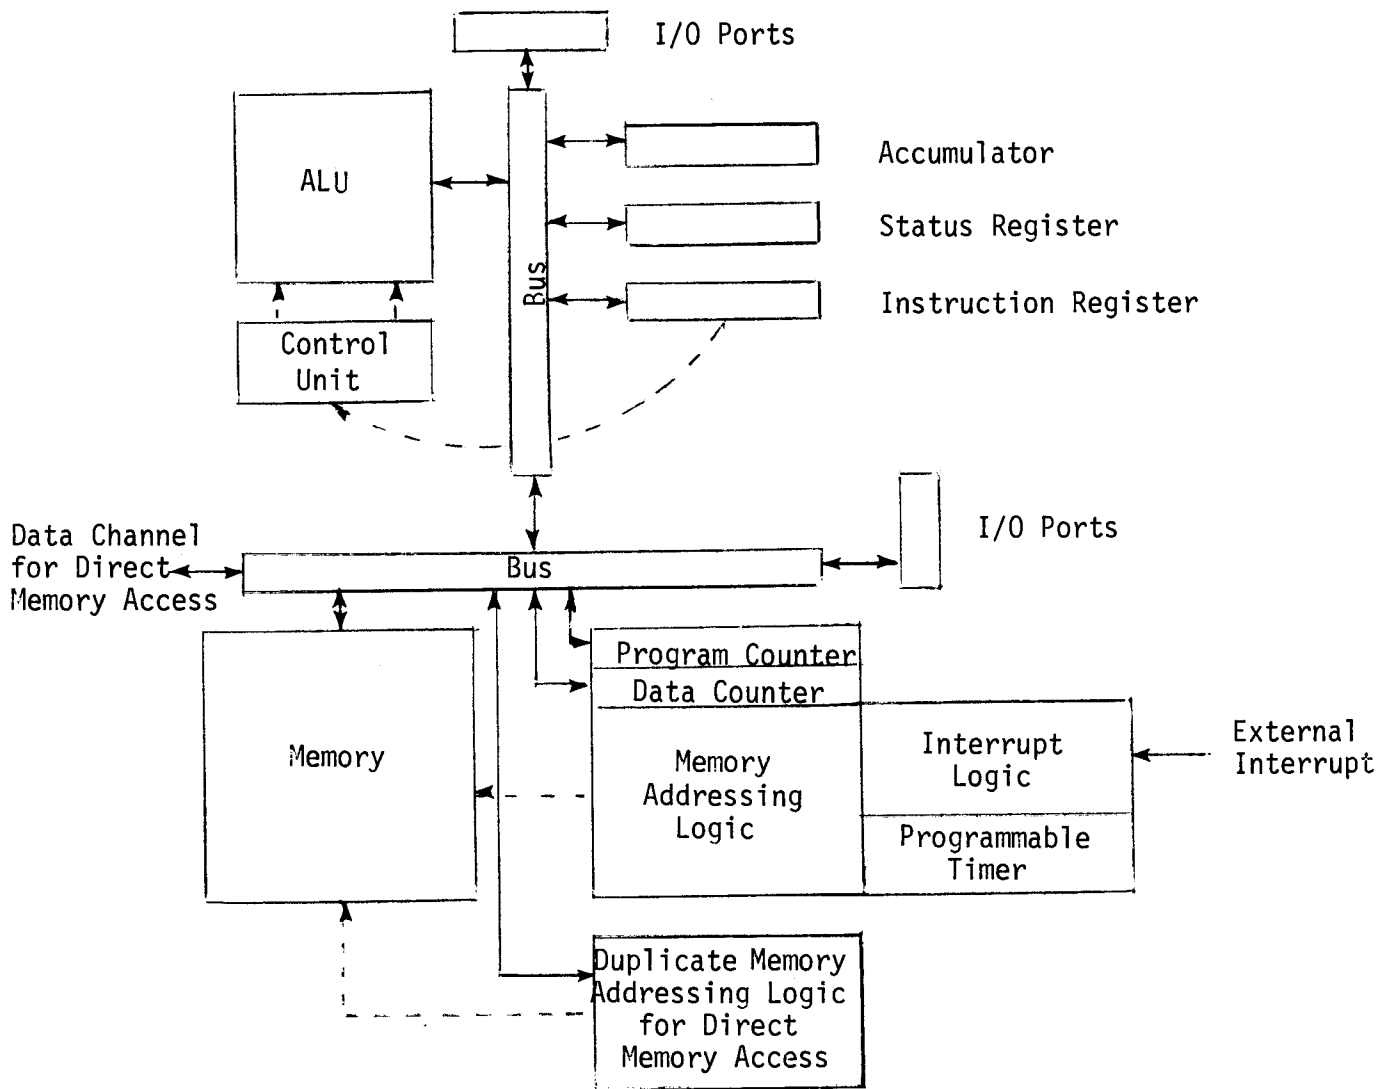 I/O Ports
Accumulator
ALU
Status Register
Bus
Instruction Register
Control
Unit
I/O Ports
Data Channel
for Direct
Memory Access
Bus
Program Counter
Data Counter
Memory
Memory
Addressing
Logic
Interrupt
Logic
External
Interrupt
Programmable
Timer
Duplicate Memory
Addressing Logic
for Direct
Memory Access